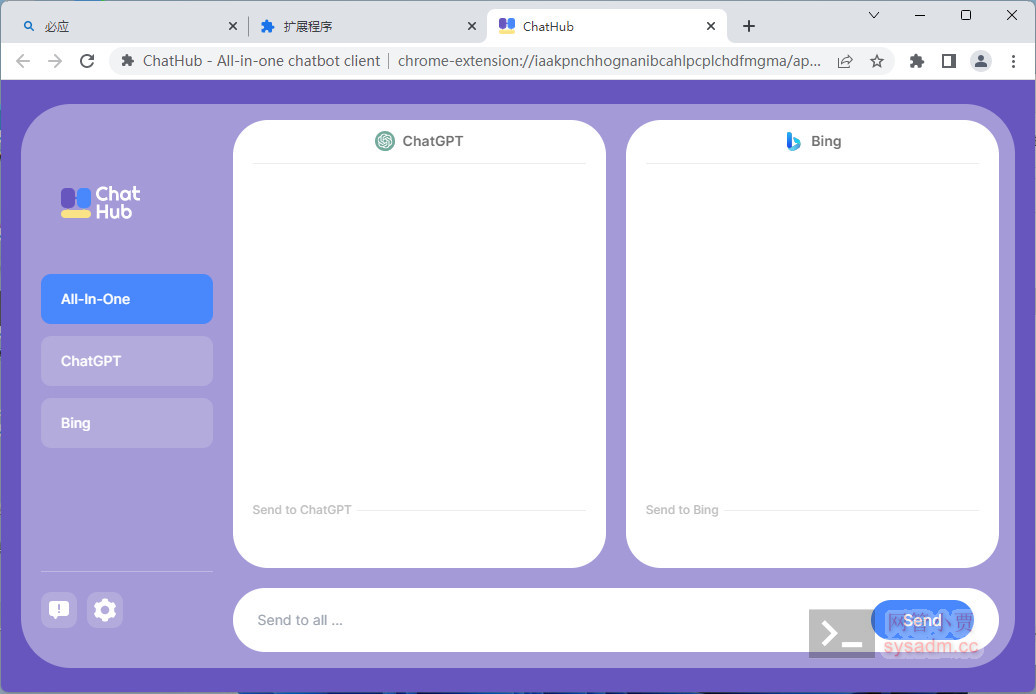 必应
扩展程序
ChatHub
ChatHub - All-in-one chatbot client
chrome-extension://iaakpnchhognanibcahlpcplchdfmgma/ap...
Chat
Hub
All-In-One
ChatGPT
Bing
ChatGPT
Send to ChatGPT
Bing
Send to Bing
Send to all ...
Send
网管小贾
sysadm.cc